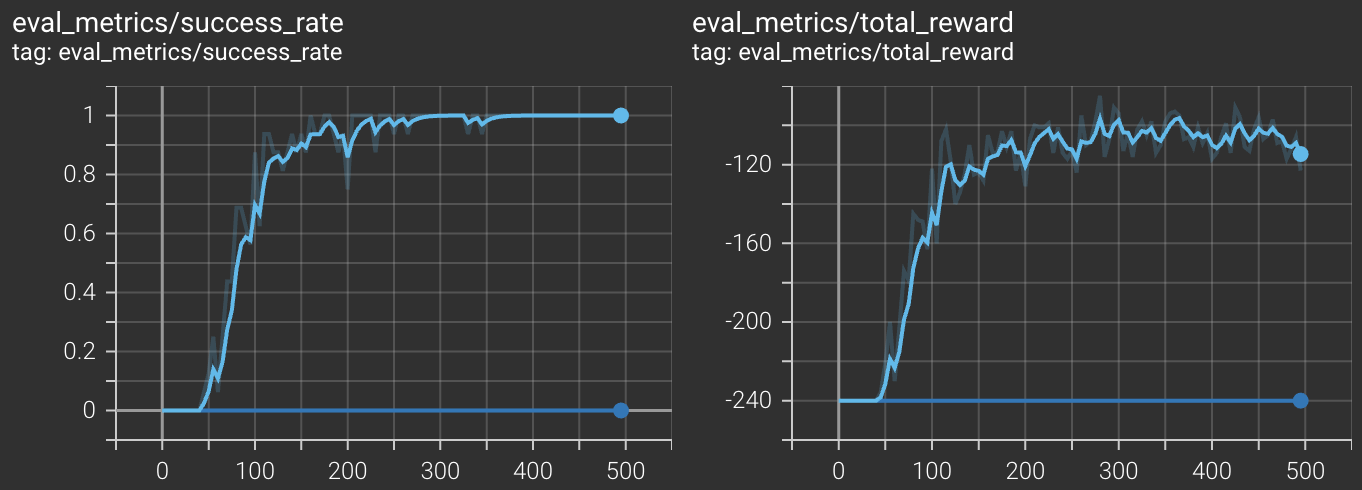 eval_metrics/success_rate
tag: eval_metrics/success_rate
1
0.8
0.6
0.4
0.2
0
0 100 200 300 400 500
eval_metrics/total_reward
tag: eval_metrics/total_reward
-120
-160
-200
-240
0 100 200 300 400 500